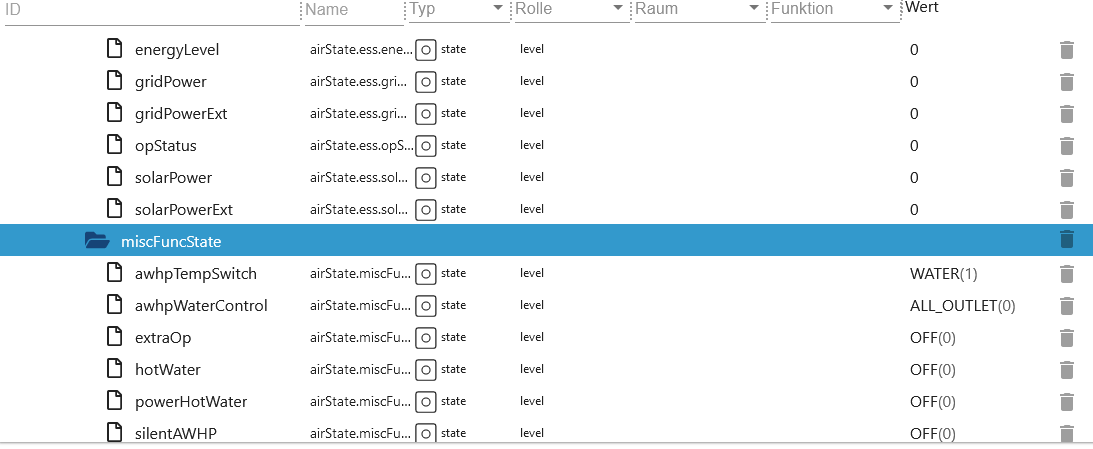 ID Name Typ Rolle Raum Funktion Wert
energyLevel airState.ess.ene... state level 0
gridPower airState.ess.gri... state level 0
gridPowerExt airState.ess.gri... state level 0
opStatus airState.ess.opS... state level 0
solarPower airState.ess.sol... state level 0
solarPowerExt airState.ess.sol... state level 0
miscFuncState
awhpTempSwitch airState.miscFu... state level WATER(1)
awhpWaterControl airState.miscFu... state level ALL_OUTLET(0)
extraOp airState.miscFu... state level OFF(0)
hotWater airState.miscFu... state level OFF(0)
powerHotWater airState.miscFu... state level OFF(0)
silentAWHP airState.miscFu... state level OFF(0)